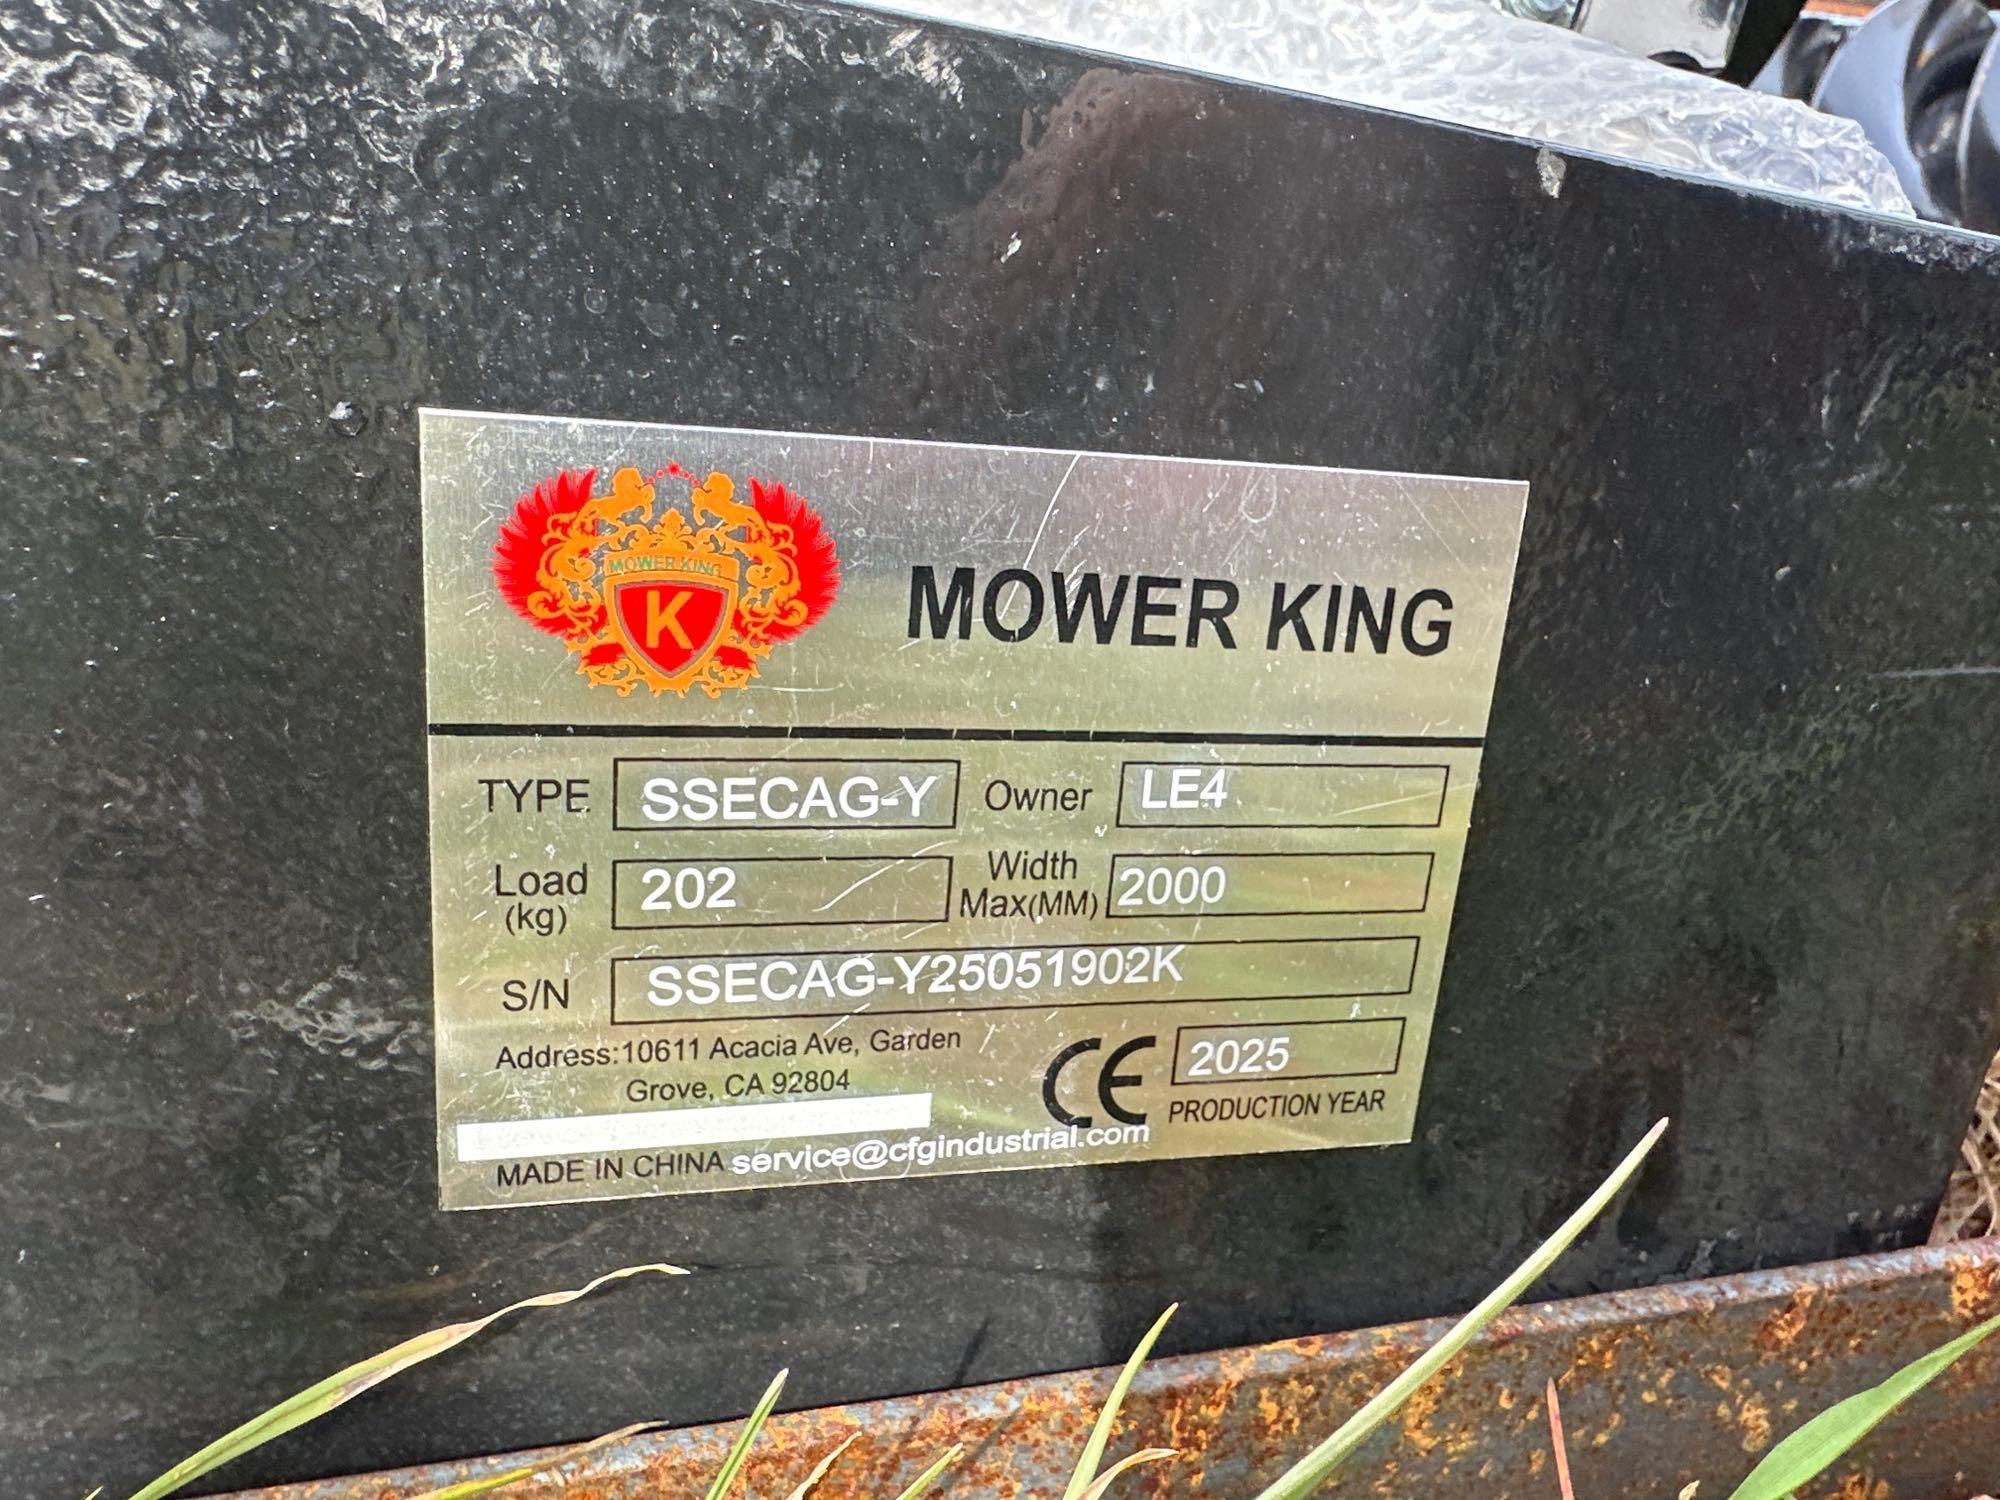 MOWER KING
K
MOWER KING
TYPE SSECAG-Y Owner LE4
Load (kg) 202 Width Max(MM) 2000
S/N SSECAG-Y25051902K
Address:10611 Acacia Ave, Garden
Grove, CA 92804
CE 2025
PRODUCTION YEAR
MADE IN CHINA service@cfgindustrial.com